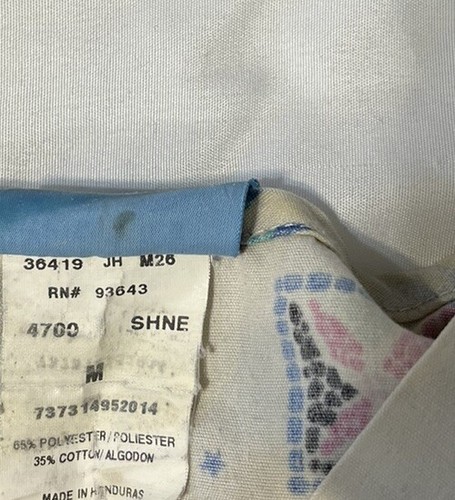 36419 JH M26
RN# 93643
4700 SHNE
M
737314952014
65% POLYESTER/POLIESTER
35% COTTON/ALGODON
MADE IN HONDURAS